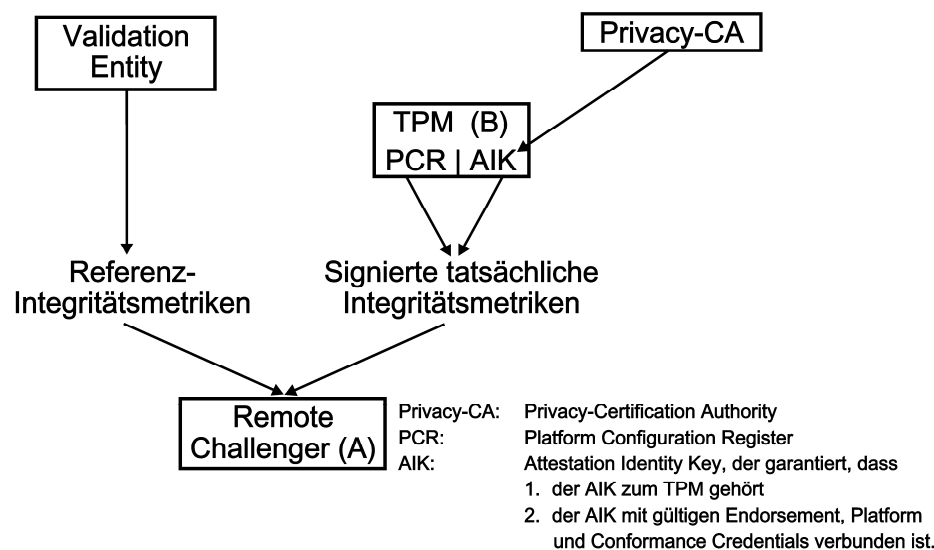 Validation
Entity
Privacy-CA
TPM (B)
PCR | AIK
Referenz-
Integritätsmetriken
Signierte tatsächliche
Integritätsmetriken
Remote
Challenger (A)
Privacy-CA: Privacy-Certification Authority
PCR: Platform Configuration Register
AIK: Attestation Identity Key, der garantiert, dass
1. der AIK zum TPM gehört
2. der AIK mit gültigen Endorsement, Platform
und Conformance Credentials verbunden ist.